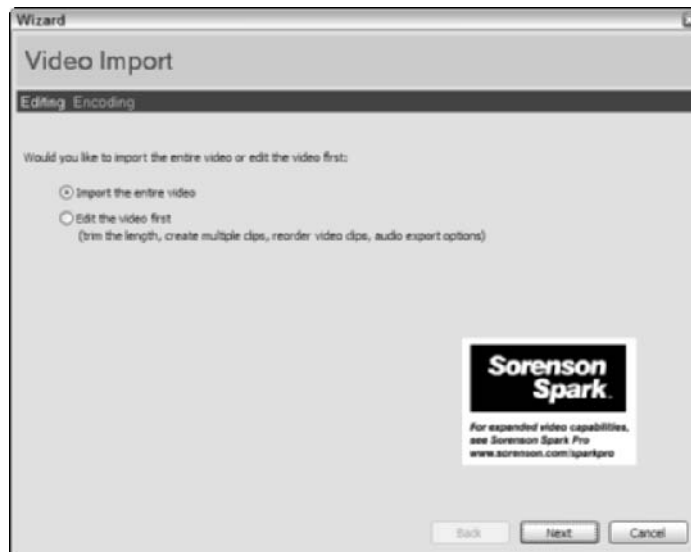 Wizard
Video Import
Editing Encoding
Would you like to import the entire video or edit the video first:
Import the entire video
Edit the video first
(trim the length, create multiple clips, reorder video clips, audio export options)
Sorenson
Spark.
For expanded video capabilities,
see Sorenson Spark Pro
www.sorenson.com/sparkpro
Back Next Cancel